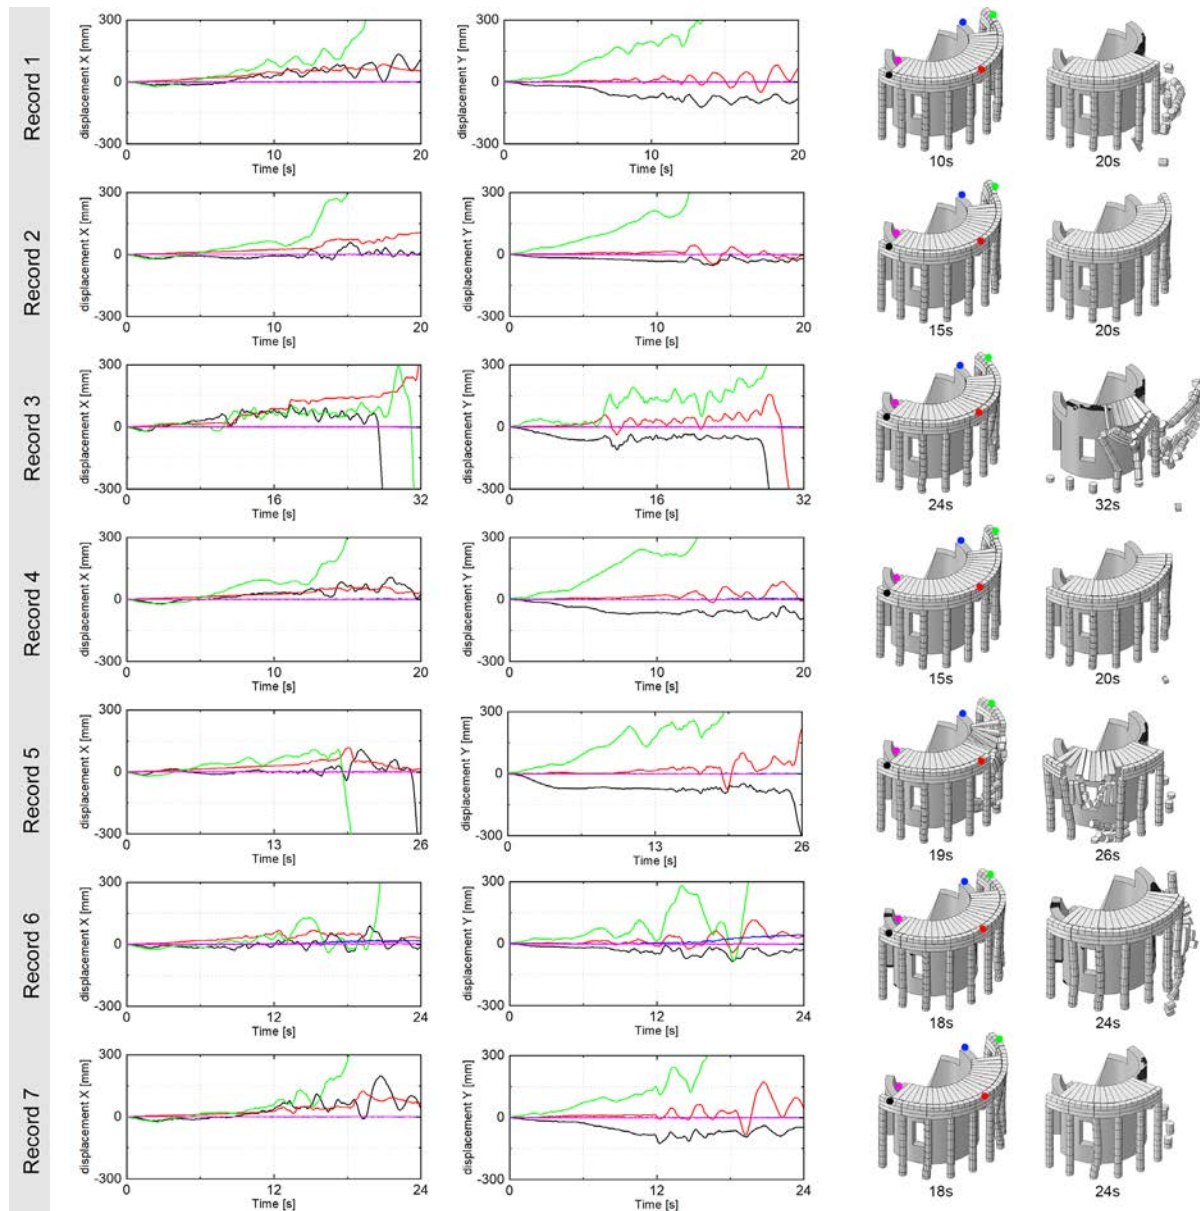 Record 1
300
0
-300
displacement X [mm]
0 10 20
Time [s]
300
0
-300
displacement Y [mm]
0 10 20
Time [s]
10s 20s
Record 2
300
0
-300
displacement X [mm]
0 10 20
Time [s]
300
0
-300
displacement Y [mm]
0 10 20
Time [s]
15s 20s
Record 3
300
0
-300
displacement X [mm]
0 16 32
Time [s]
300
0
-300
displacement Y [mm]
0 16 32
Time [s]
24s 32s
Record 4
300
0
-300
displacement X [mm]
0 10 20
Time [s]
300
0
-300
displacement Y [mm]
0 13 20
Time [s]
15s 20s
Record 5
300
0
-300
displacement X [mm]
0 13 26
Time [s]
300
0
-300
displacement Y [mm]
0 13 26
Time [s]
19s 26s
Record 6
300
0
-300
displacement X [mm]
0 12 24
Time [s]
300
0
-300
displacement Y [mm]
0 12 24
Time [s]
18s 24s
Record 7
300
0
-300
displacement X [mm]
0 12 24
Time [s]
300
0
-300
displacement Y [mm]
0 12 24
Time [s]
18s 24s